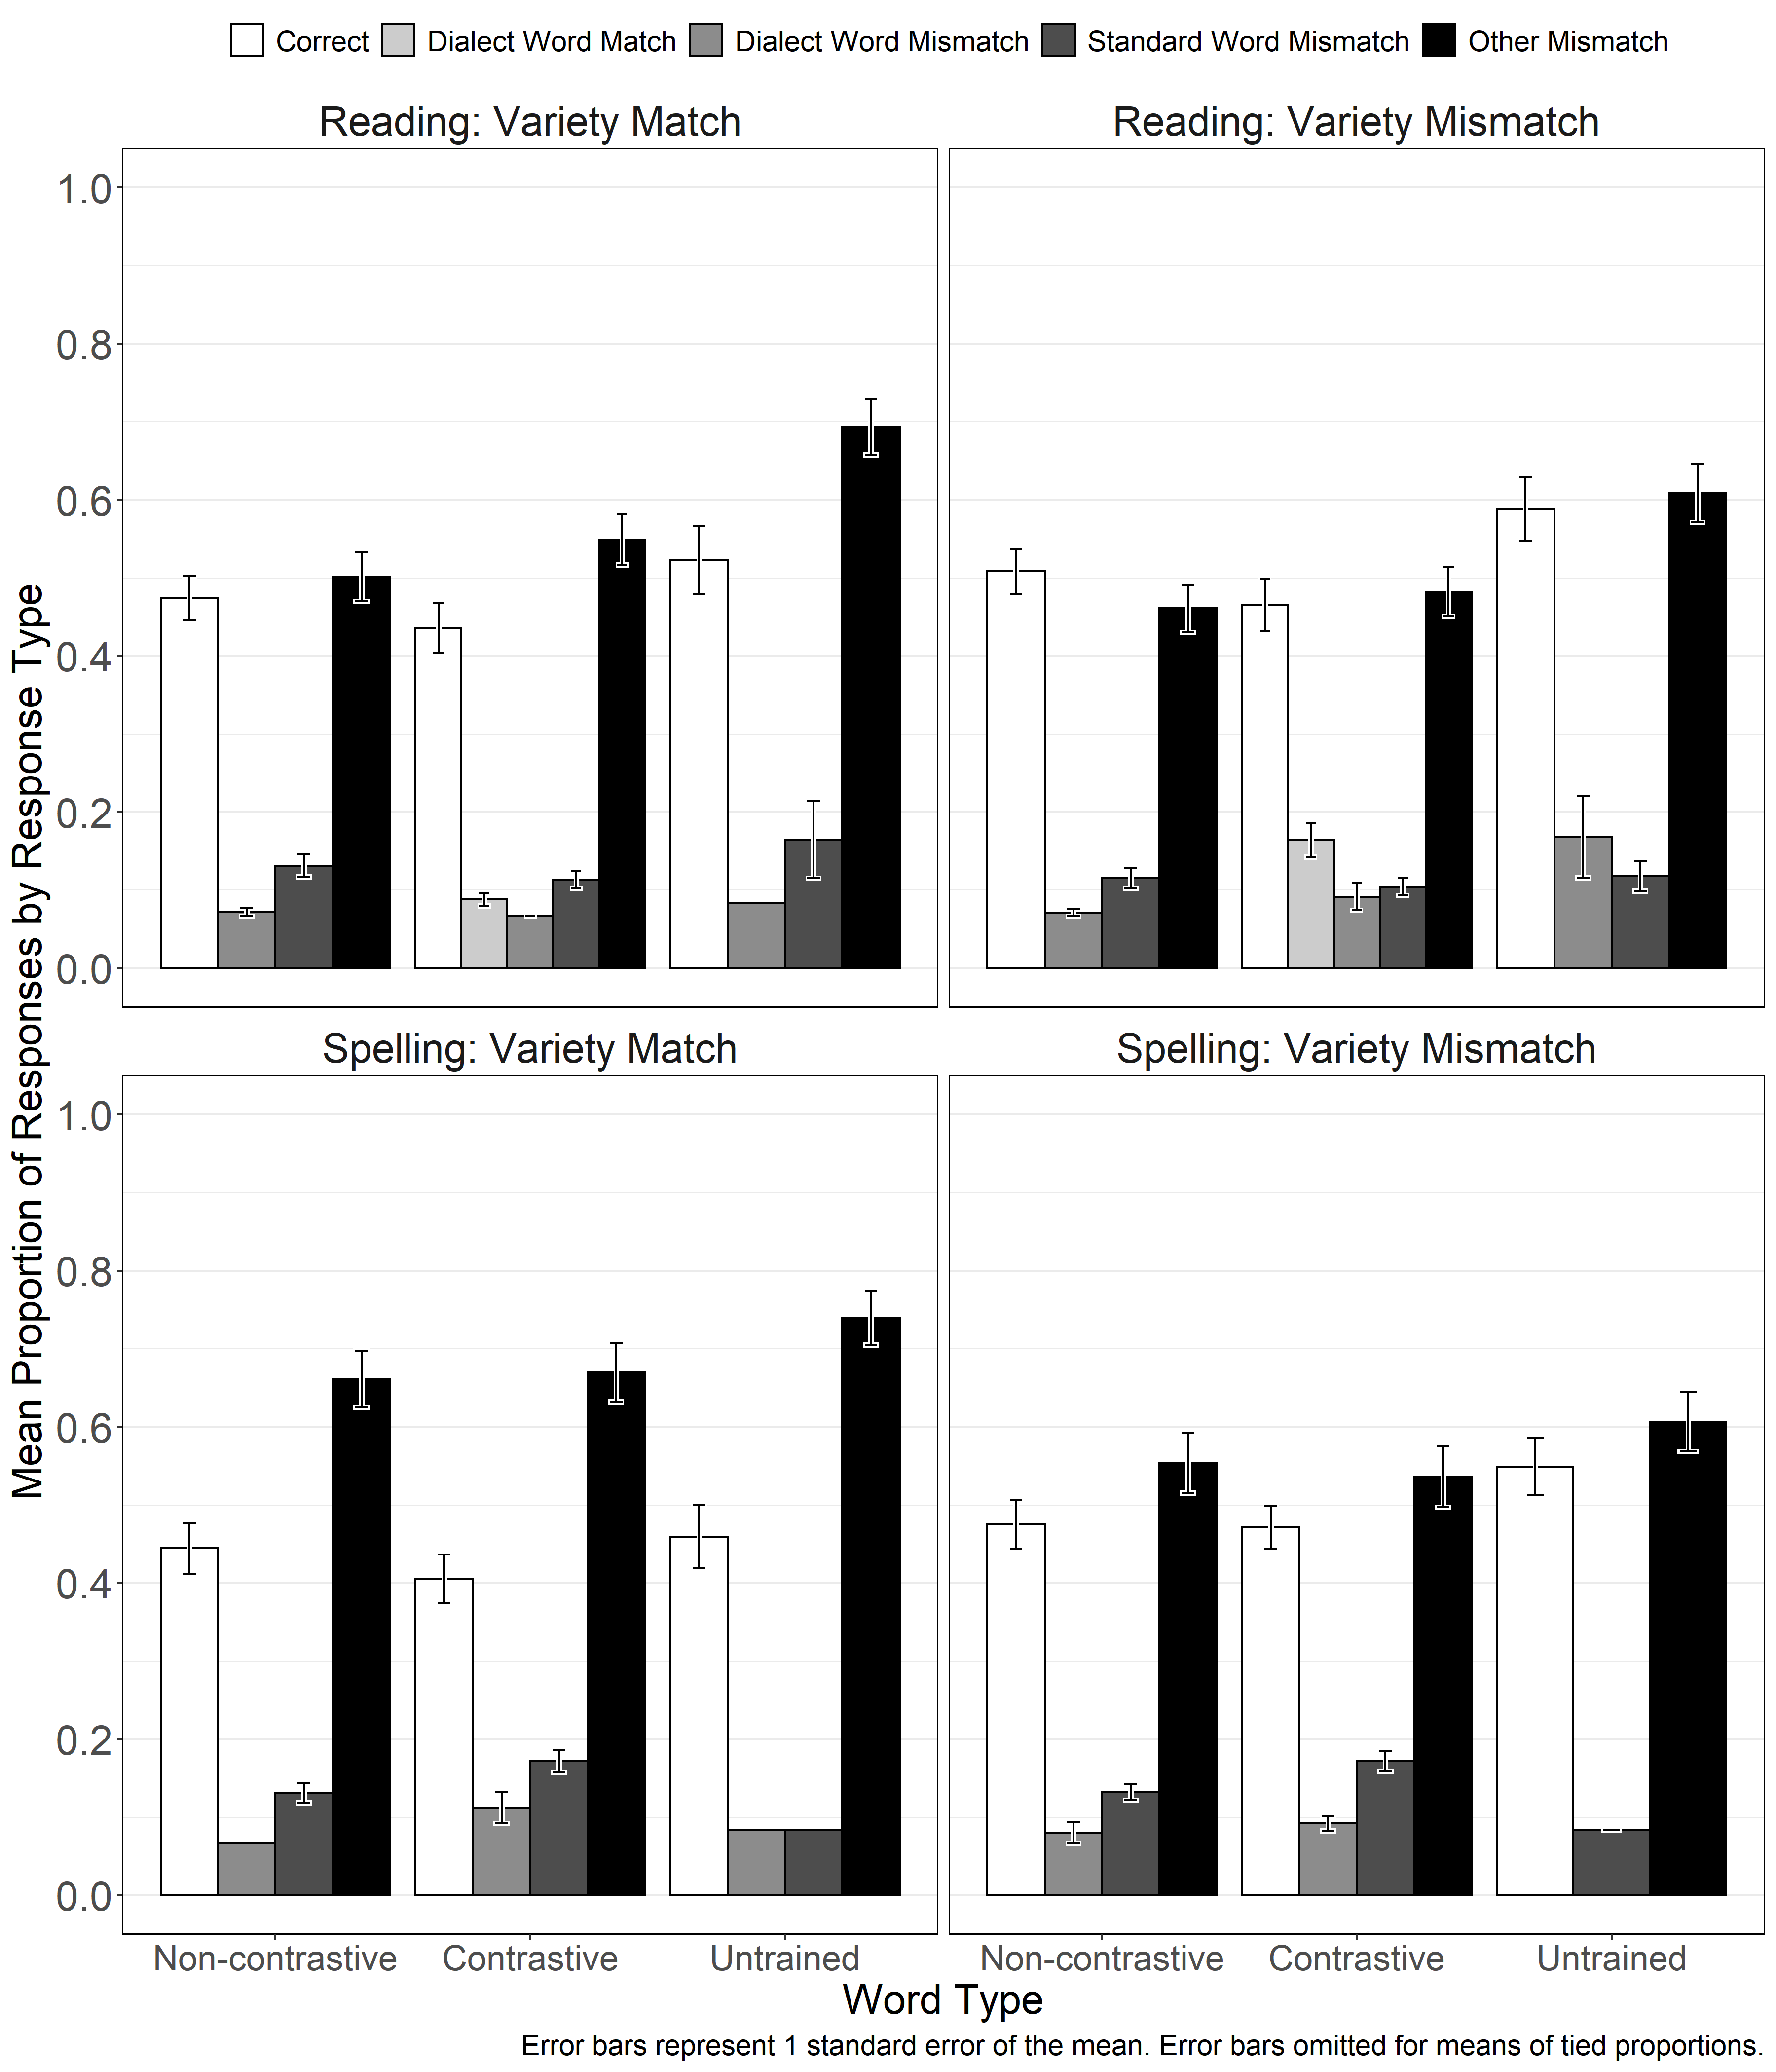 Correct Dialect Word Match Dialect Word Mismatch Standard Word Mismatch Other Mismatch
Reading: Variety Match
Reading: Variety Mismatch
1.0
0.8
0.6
0.4
0.2
0.0
Spelling: Variety Match
Spelling: Variety Mismatch
1.0
0.8
0.6
0.4
0.2
0.0
Mean Proportion of Responses by Response Type
Non-contrastive Contrastive Untrained
Non-contrastive Contrastive Untrained
Word Type
Error bars represent 1 standard error of the mean. Error bars omitted for means of tied proportions.